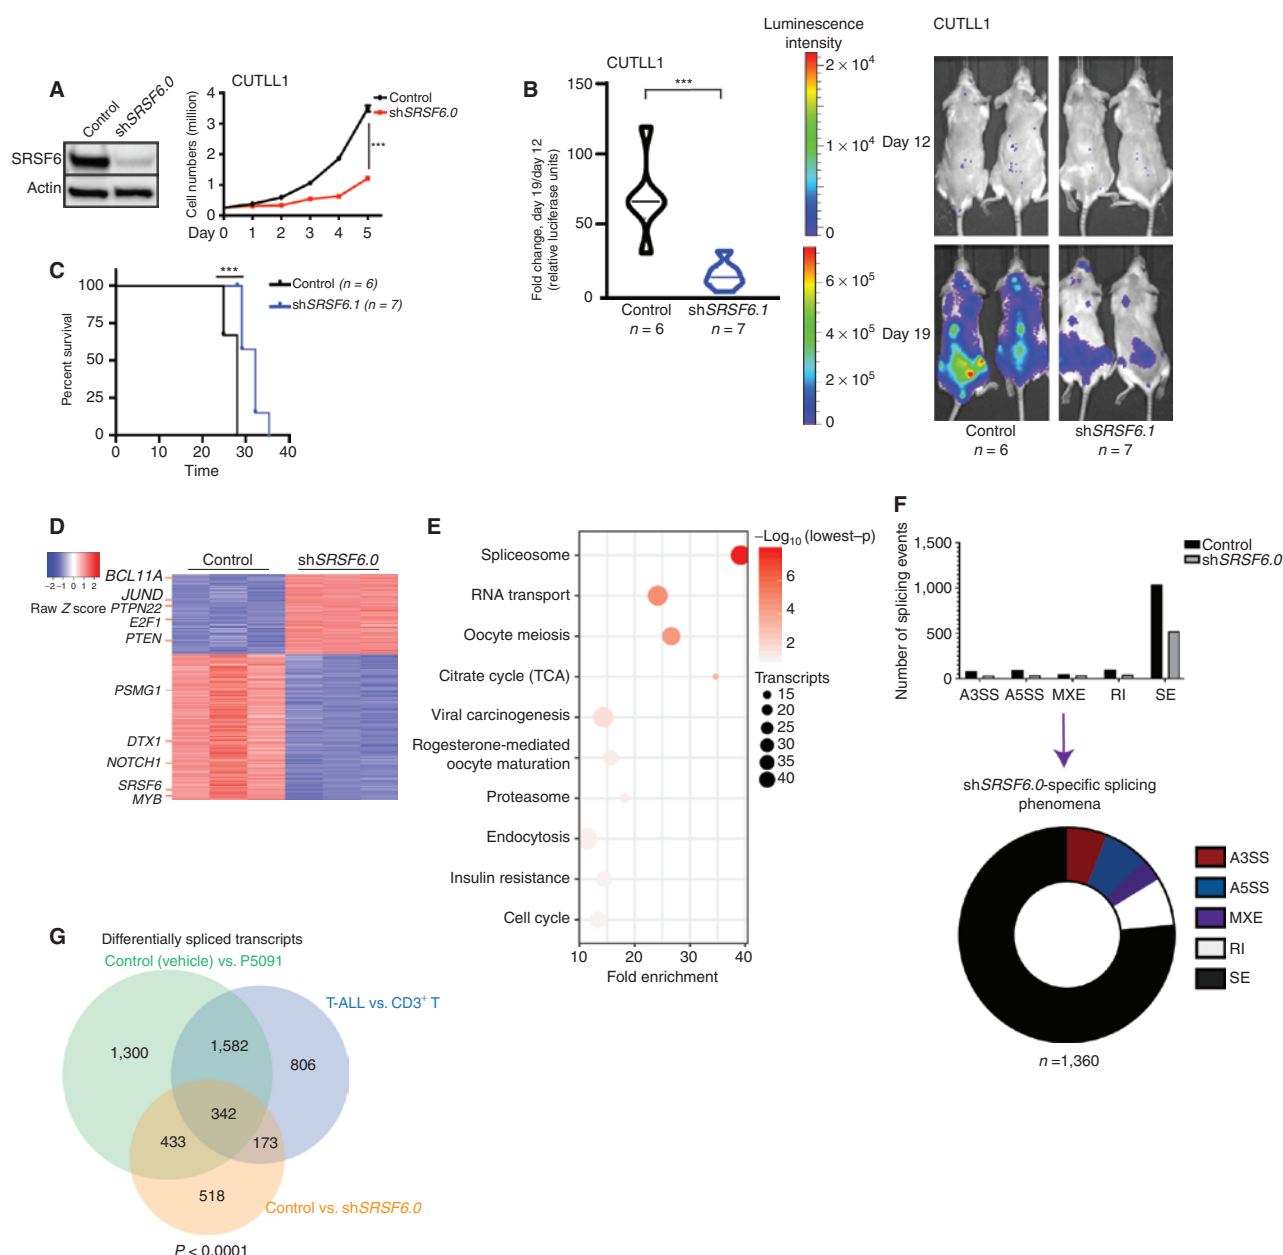 A
Control
shSRSF6.0
SRSF6
Actin
CUTLL1
Cell numbers (million)
4
3
2
1
0
Day 0 1 2 3 4 5
Control
shSRSF6.0
***
B
CUTLL1
***
Fold change, day 19/day 12
(relative luciferase units)
150
100
50
0
Control
n = 6
shSRSF6.1
n = 7
Luminescence
intensity
2 × 10⁴
1 × 10⁴
0
6 × 10⁵
4 × 10⁵
2 × 10⁵
0
CUTLL1
Day 12
Day 19
Control
n = 6
shSRSF6.1
n = 7
C
***
Control (n = 6)
shSRSF6.1 (n = 7)
Percent survival
100
75
50
25
0
0 10 20 30 40
Time
D
−2 −1 0 1 2
Raw Z score
Control
shSRSF6.0
BCL11A
JUND
PTPN22
E2F1
PTEN
PSMG1
DTX1
NOTCH1
SRSF6
MYB
E
Spliceosome
RNA transport
Oocyte meiosis
Citrate cycle (TCA)
Viral carcinogenesis
Rogesterone-mediated
oocyte maturation
Proteasome
Endocytosis
Insulin resistance
Cell cycle
10 20 30 40
Fold enrichment
−Log₁₀ (lowest–p)
6
4
2
Transcripts
15
20
25
30
35
40
F
Number of splicing events
1,500
1,000
500
0
A3SS A5SS MXE RI SE
Control
shSRSF6.0
shSRSF6.0-specific splicing
phenomena
A3SS
A5SS
MXE
RI
SE
n =1,360
G
Differentially spliced transcripts
Control (vehicle) vs. P5091
T-ALL vs. CD3⁺ T
1,300
1,582
806
342
433
173
518
Control vs. shSRSF6.0
P < 0.0001